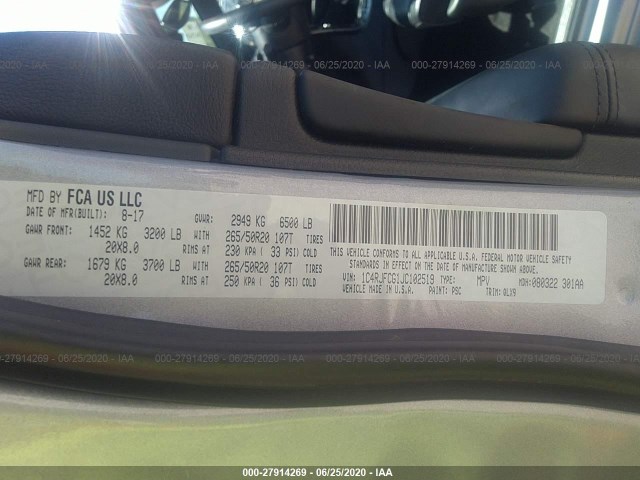 000-27914269 - 06/25/2020 - IAA
MFD BY FCA US LLC
DATE OF MFR(BUILT): 8-17 GVWR: 2949 KG 6500 LB
GAWR FRONT: 1452 KG 3200 LB WITH 265/50R20 107T TIRES
20X8.0 RIMS AT 230 KPA ( 33 PSI) COLD
GAWR REAR: 1679 KG 3700 LB WITH 265/50R20 107T TIRES
20X8.0 RIMS AT 250 KPA ( 36 PSI) COLD
THIS VEHICLE CONFORMS TO ALL APPLICABLE U.S.A. FEDERAL MOTOR VEHICLE SAFETY
STANDARDS IN EFFECT ON THE DATE OF MANUFACTURE SHOWN ABOVE.
VIN: 1C4RJFCG1JC102519 TYPE: MPV MDH: 080322 301AA
VEHICLE MADE IN U.S.A. PAINT: PSC TRIM: QLX9
000-27914269 - 06/25/2020 - IAA